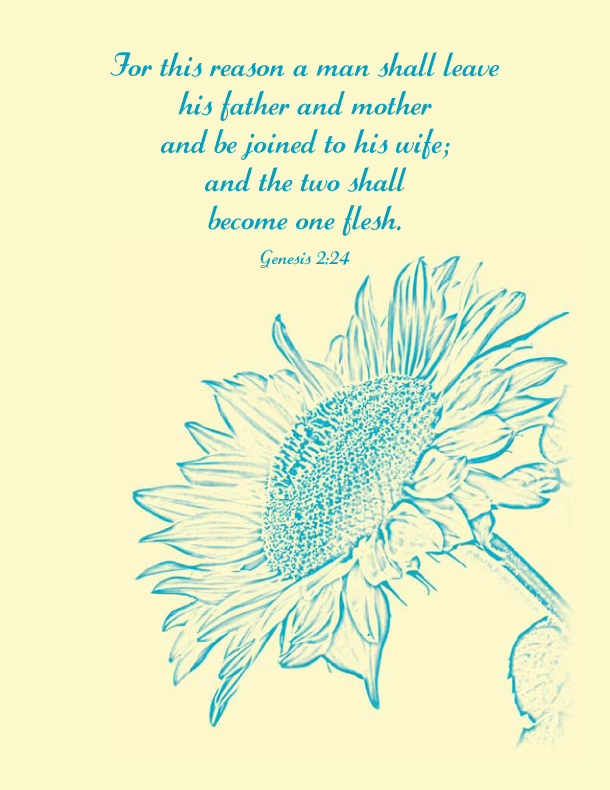 For this reason a man shall leave
his father and mother
and be joined to his wife;
and the two shall
become one flesh.
Genesis 2:24